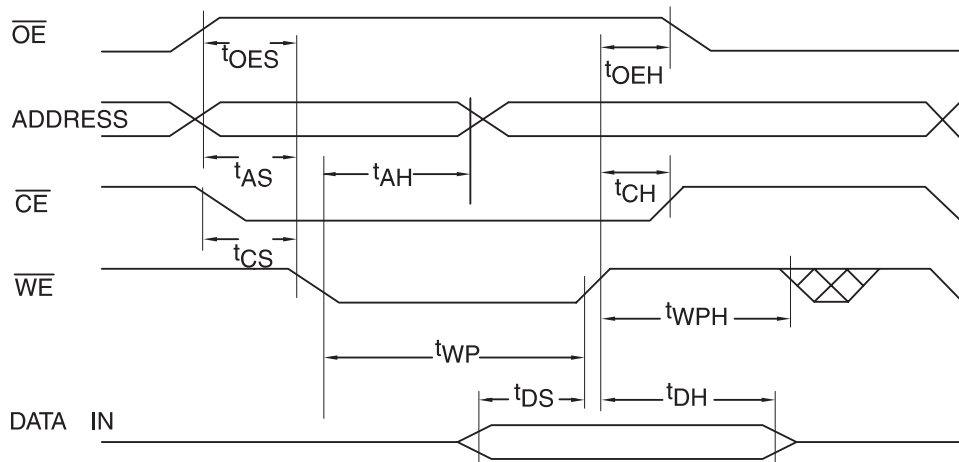 OE
tOES
tOEH
ADDRESS
tAS
tAH
tCH
CE
tCS
WE
tWPH
tWP
tDS
tDH
DATA IN